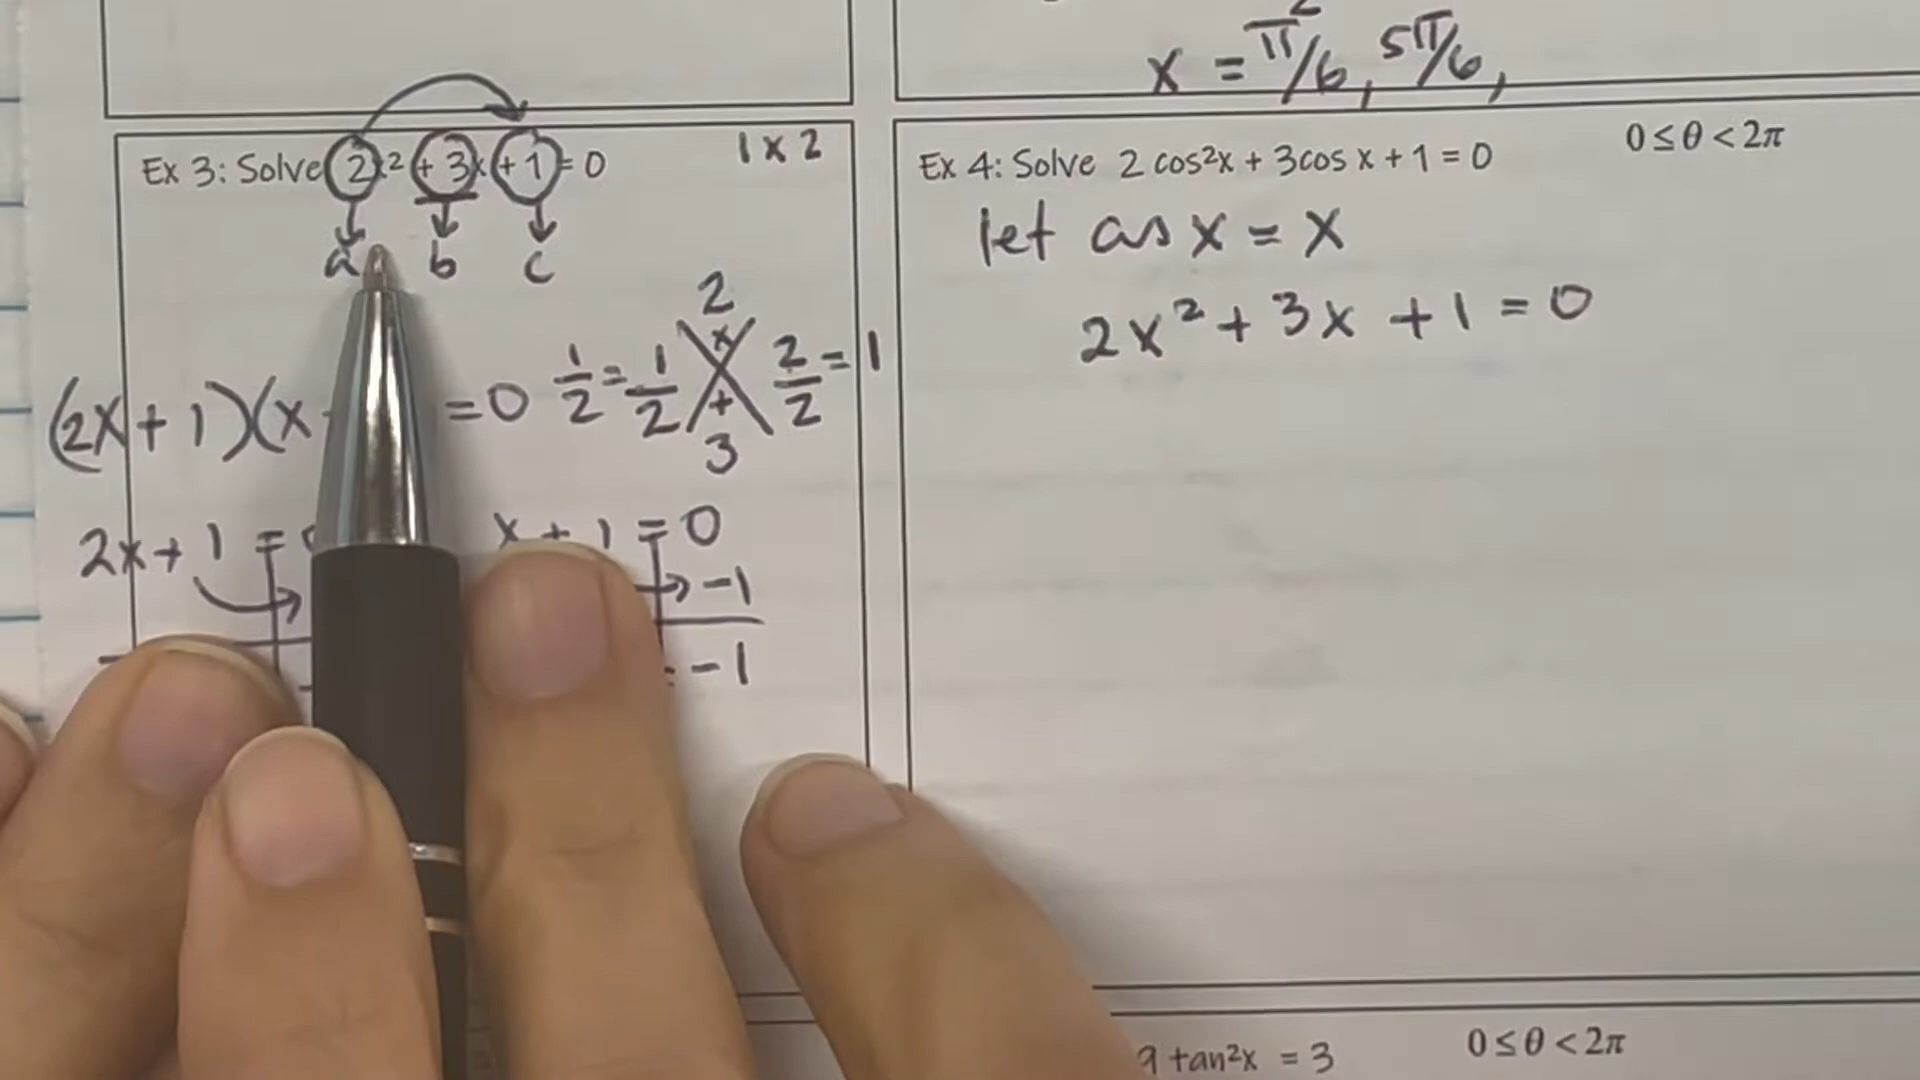 2
x = π/6, 5π/6,
Ex 3: Solve 2x² + 3x + 1 = 0
1 x 2
a b c
2
(2x + 1)(x = 0 1/2 = 1/2 x 2/2 = 1
+
3
2x + 1 = x + 1 = 0
-1
= -1
Ex 4: Solve 2 cos²x + 3cos x + 1 = 0
0 ≤ θ < 2π
let cos x = x
2x² + 3x + 1 = 0
9 tan²x = 3
0 ≤ θ < 2π